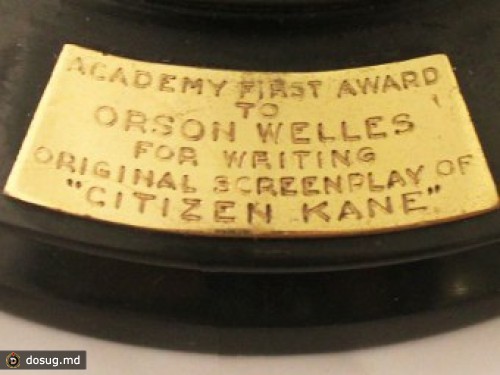 ACADEMY FIRST AWARD
TO
ORSON WELLES
FOR WRITING
ORIGINAL SCREENPLAY OF
"CITIZEN KANE"
dosug.md